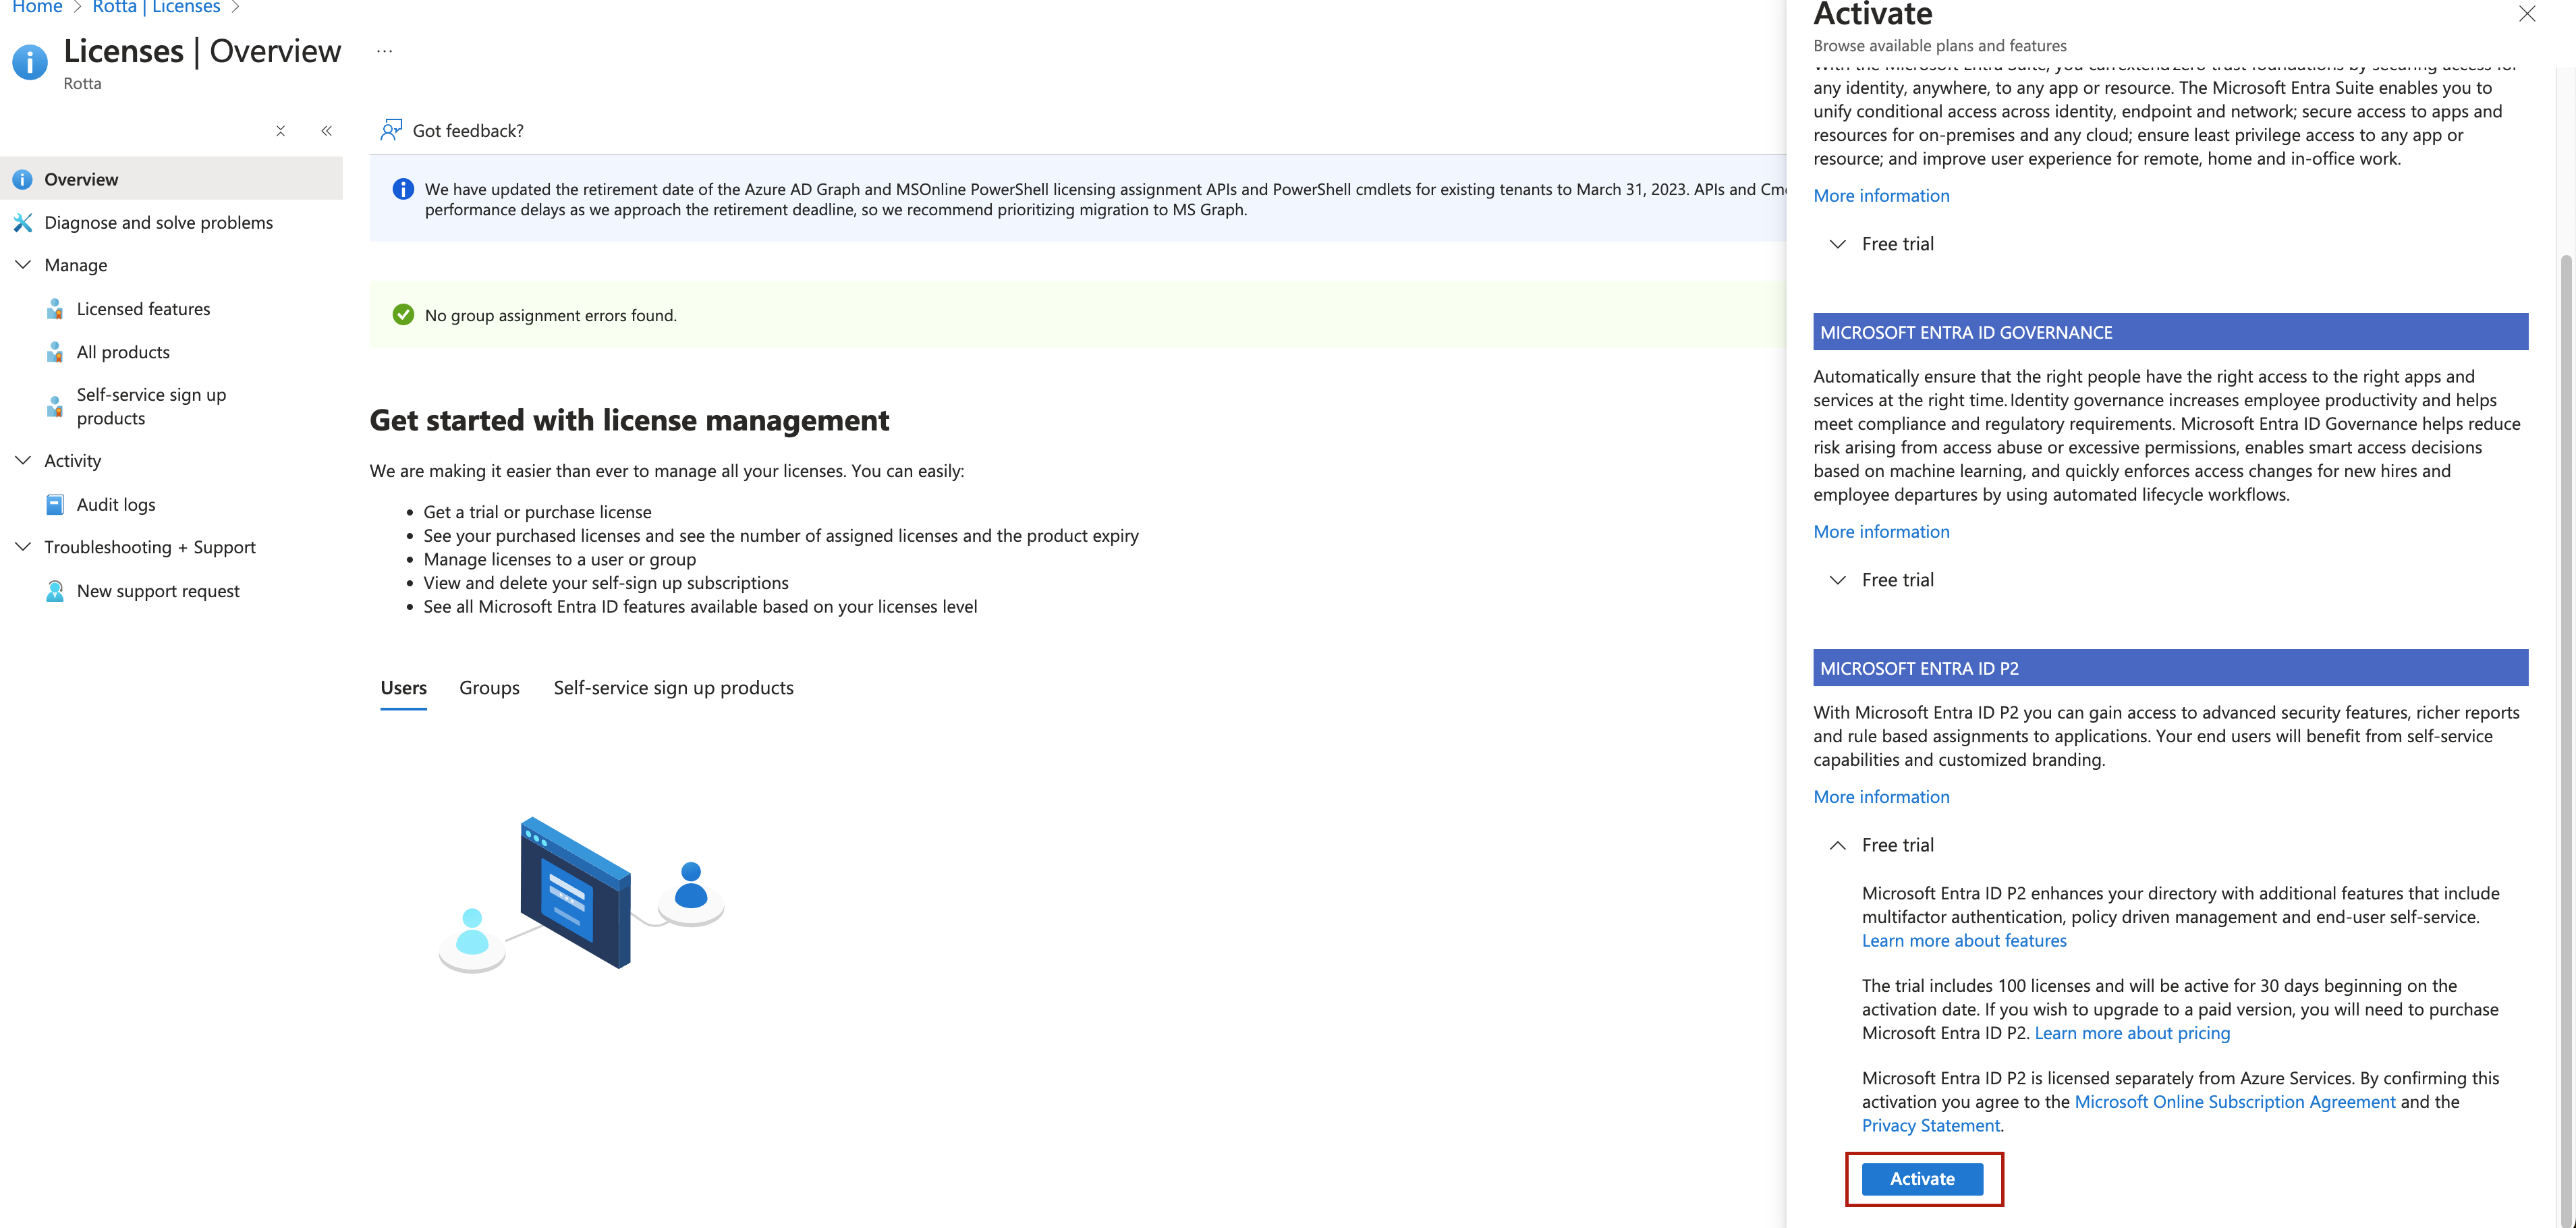 Home > Rotta | Licenses >
Licenses | Overview ...
Rotta
Overview
Diagnose and solve problems
Manage
Licensed features
All products
Self-service sign up
products
Activity
Audit logs
Troubleshooting + Support
New support request
Got feedback?
We have updated the retirement date of the Azure AD Graph and MSOnline PowerShell licensing assignment APIs and PowerShell cmdlets for existing tenants to March 31, 2023. APIs and Cm
performance delays as we approach the retirement deadline, so we recommend prioritizing migration to MS Graph.
No group assignment errors found.
Get started with license management
We are making it easier than ever to manage all your licenses. You can easily:
• Get a trial or purchase license
• See your purchased licenses and see the number of assigned licenses and the product expiry
• Manage licenses to a user or group
• View and delete your self-sign up subscriptions
• See all Microsoft Entra ID features available based on your licenses level
Users Groups Self-service sign up products
Activate
Browse available plans and features
With the Microsoft Entra Suite, you can extend zero trust foundations by securing access for
any identity, anywhere, to any app or resource. The Microsoft Entra Suite enables you to
unify conditional access across identity, endpoint and network; secure access to apps and
resources for on-premises and any cloud; ensure least privilege access to any app or
resource; and improve user experience for remote, home and in-office work.
More information
Free trial
MICROSOFT ENTRA ID GOVERNANCE
Automatically ensure that the right people have the right access to the right apps and
services at the right time. Identity governance increases employee productivity and helps
meet compliance and regulatory requirements. Microsoft Entra ID Governance helps reduce
risk arising from access abuse or excessive permissions, enables smart access decisions
based on machine learning, and quickly enforces access changes for new hires and
employee departures by using automated lifecycle workflows.
More information
Free trial
MICROSOFT ENTRA ID P2
With Microsoft Entra ID P2 you can gain access to advanced security features, richer reports
and rule based assignments to applications. Your end users will benefit from self-service
capabilities and customized branding.
More information
Free trial
Microsoft Entra ID P2 enhances your directory with additional features that include
multifactor authentication, policy driven management and end-user self-service.
Learn more about features
The trial includes 100 licenses and will be active for 30 days beginning on the
activation date. If you wish to upgrade to a paid version, you will need to purchase
Microsoft Entra ID P2. Learn more about pricing
Microsoft Entra ID P2 is licensed separately from Azure Services. By confirming this
activation you agree to the Microsoft Online Subscription Agreement and the
Privacy Statement.
Activate